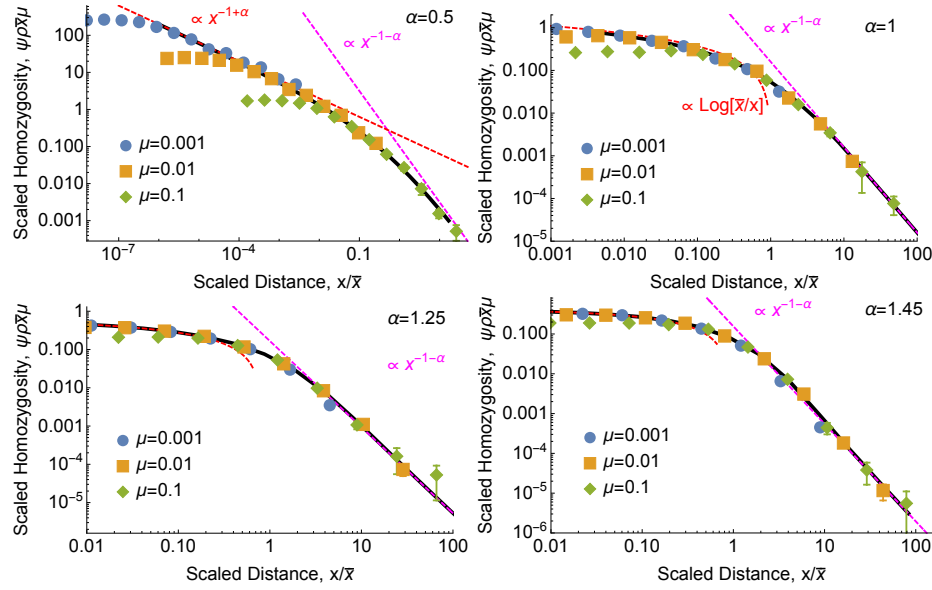 α=0.5
∝ x^{-1+α}
∝ x^{-1-α}
Scaled Homozygosity, ψρx̄μ
100
10
1
0.100
0.010
0.001
μ=0.001
μ=0.01
μ=0.1
10^{-7}
10^{-4}
0.1
Scaled Distance, x/x̄
α=1
∝ x^{-1-α}
∝ Log[x̄/x]
Scaled Homozygosity, ψρx̄μ
1
0.100
0.010
0.001
10^{-4}
10^{-5}
μ=0.001
μ=0.01
μ=0.1
0.001
0.010
0.100
1
10
100
Scaled Distance, x/x̄
α=1.25
∝ x^{-1-α}
Scaled Homozygosity, ψρx̄μ
1
0.100
0.010
0.001
10^{-4}
10^{-5}
μ=0.001
μ=0.01
μ=0.1
0.01
0.10
1
10
100
Scaled Distance, x/x̄
∝ x^{-1-α}
α=1.45
Scaled Homozygosity, ψρx̄μ
1
0.100
0.010
0.001
10^{-4}
10^{-5}
10^{-6}
μ=0.001
μ=0.01
μ=0.1
0.01
0.10
1
10
100
Scaled Distance, x/x̄